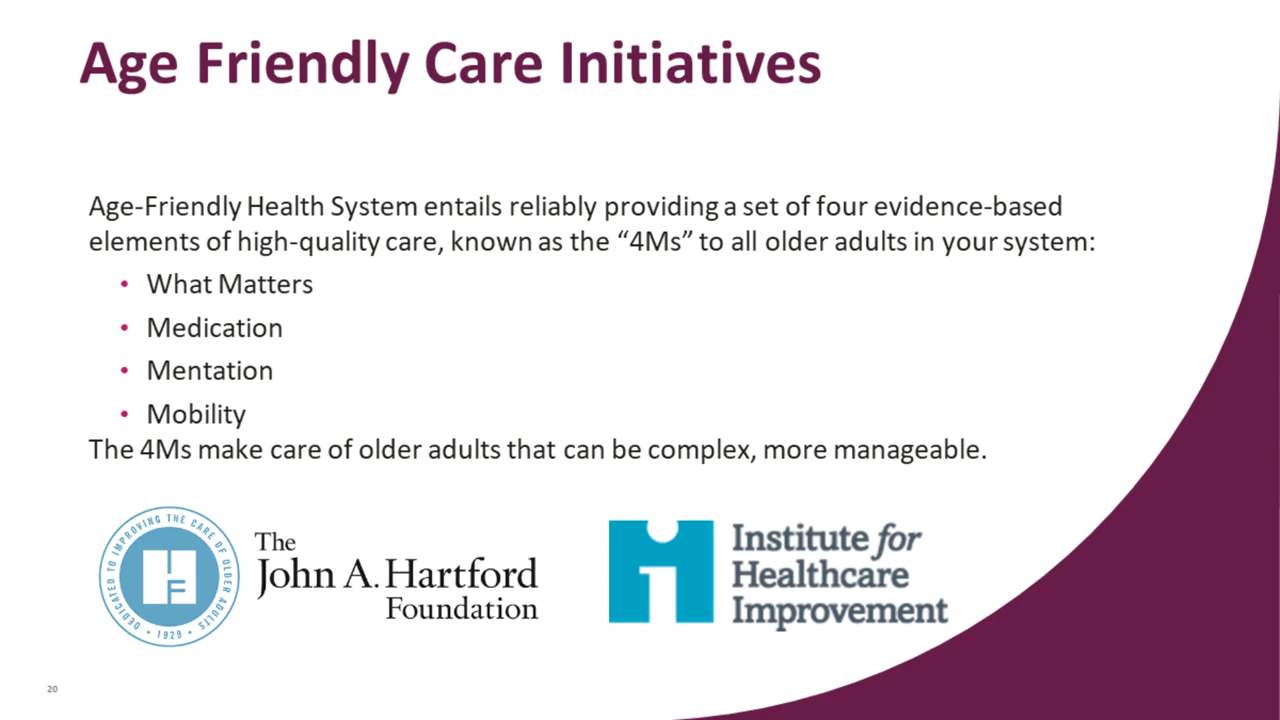 Age Friendly Care Initiatives
Age-Friendly Health System entails reliably providing a set of four evidence-based
elements of high-quality care, known as the “4Ms” to all older adults in your system:
• What Matters
• Medication
• Mentation
• Mobility
The 4Ms make care of older adults that can be complex, more manageable.
DEDICATED TO IMPROVING THE CARE OF OLDER ADULTS
• 1929 •
HF
The
John A. Hartford
Foundation
Institute for
Healthcare
Improvement
20